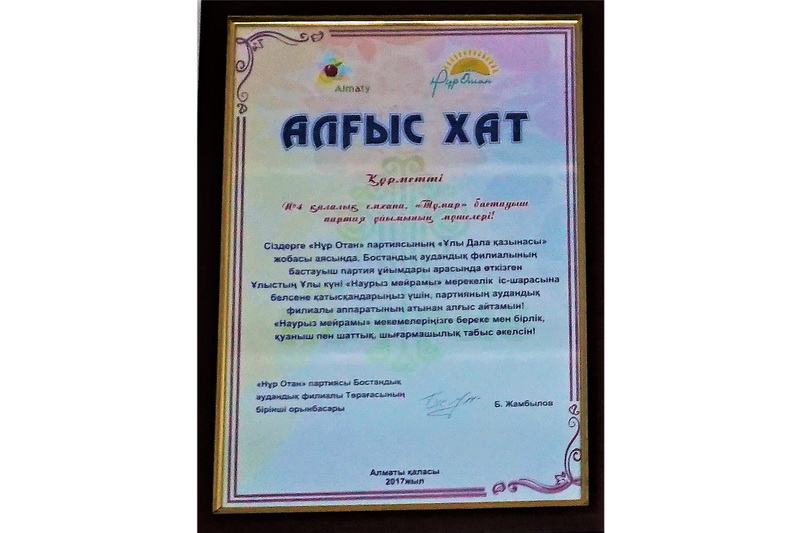 Almaty
Нұр Отан
АЛҒЫС ХАТ
Құрметті
№4 қалалық емхана, «Тұмар» бастауыш
партия ұйымының мүшелері!
Сіздерге «Нұр Отан» партиясының «Ұлы Дала қазынасы»
жобасы аясында, Бостандық аудандық филиалының
бастауыш партия ұйымдары арасында өткізген
Ұлыстың Ұлы күні «Наурыз мейрамы» мерекелік іс-шарасына
белсене қатысқандарыңыз үшін, партияның аудандық
филиалы аппаратының атынан алғыс айтамын!
«Наурыз мейрамы» мекемелеріңізге береке мен бірлік,
қуаныш пен шаттық, шығармашылық табыс әкелсін!
«Нұр Отан» партиясы Бостандық
аудандық филиалы Төрағасының
бірінші орынбасары
Б. Жамбылов
Алматы қаласы
2017жыл